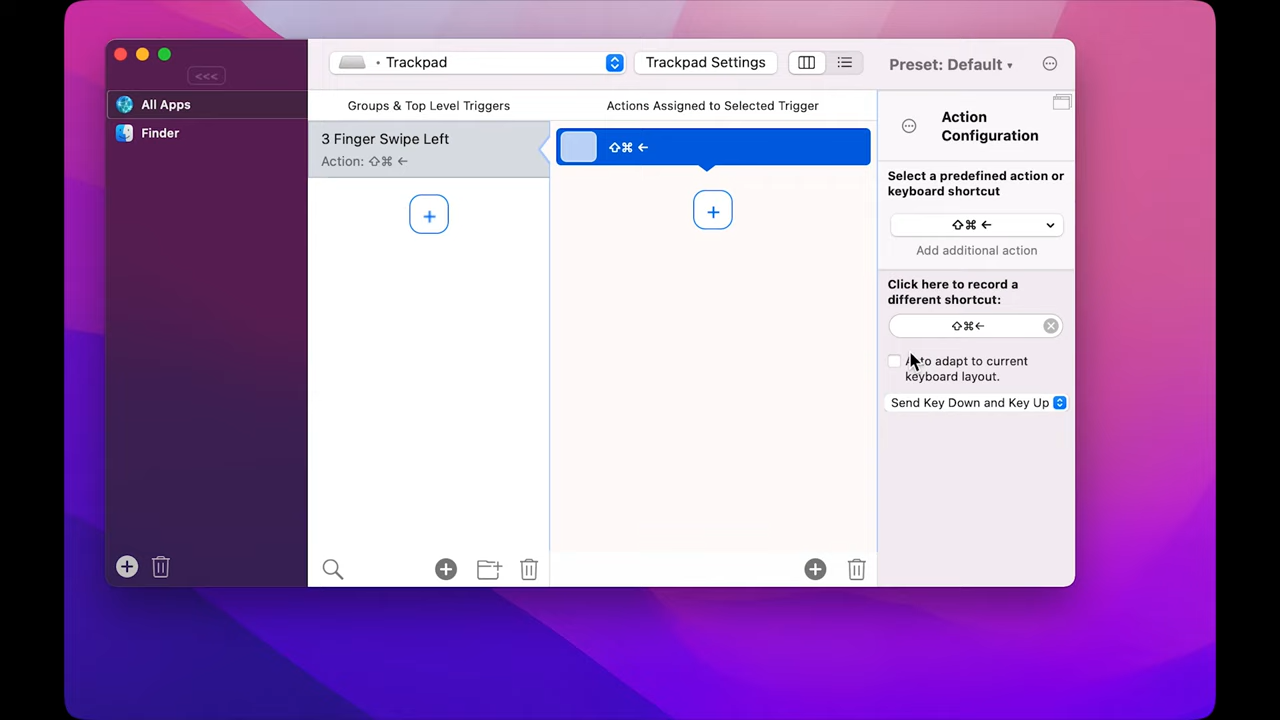 Trackpad
Trackpad Settings
Preset: Default
<<<
All Apps
Finder
Groups & Top Level Triggers
3 Finger Swipe Left
Action: ⇧⌘ ←
+
Actions Assigned to Selected Trigger
⇧⌘ ←
+
Action
Configuration
Select a predefined action or
keyboard shortcut
⇧⌘ ←
Add additional action
Click here to record a
different shortcut:
⇧⌘←
to adapt to current
keyboard layout.
Send Key Down and Key Up